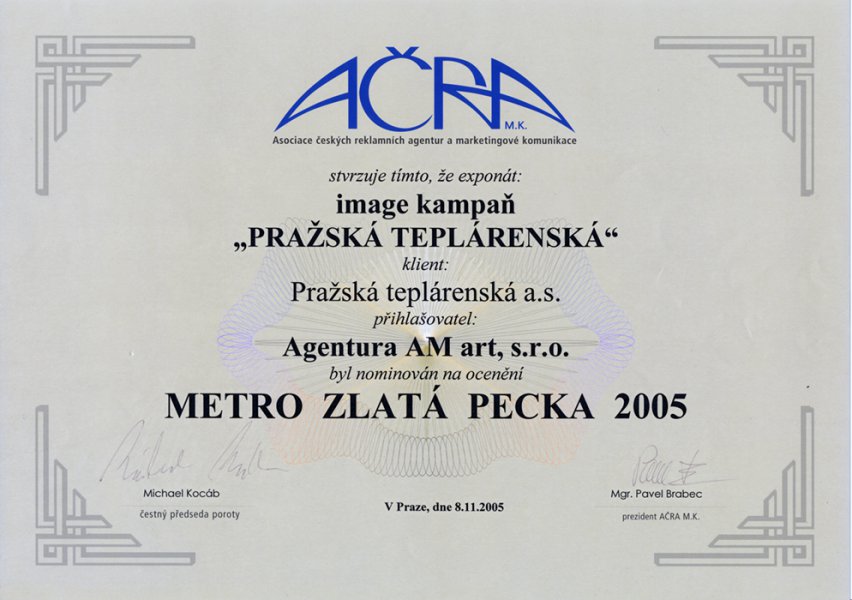 AČRA
M.K.
Asociace českých reklamních agentur a marketingové komunikace
stvrzuje tímto, že exponát:
image kampaň
„PRAŽSKÁ TEPLÁRENSKÁ“
klient:
Pražská teplárenská a.s.
přihlašovatel:
Agentura AM art, s.r.o.
byl nominován na ocenění
METRO ZLATÁ PECKA 2005
Michael Kocáb
čestný předseda poroty
V Praze, dne 8.11.2005
Mgr. Pavel Brabec
prezident AČRA M.K.